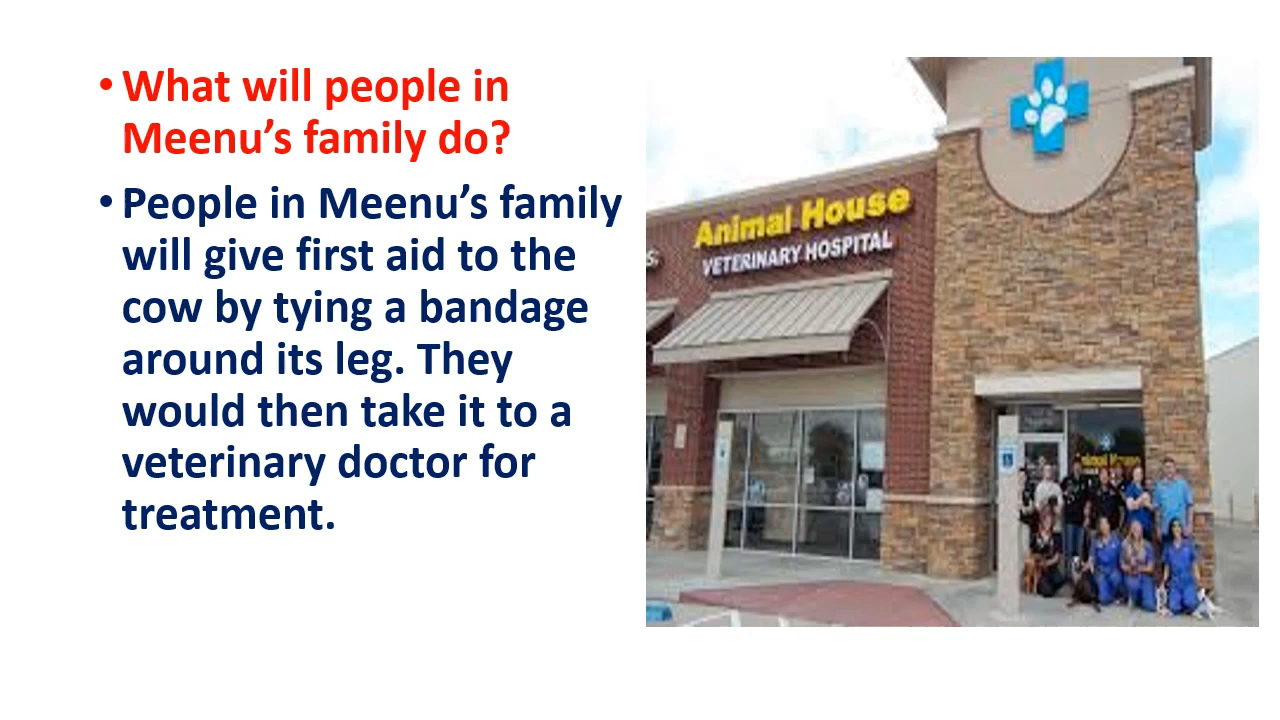 • What will people in
Meenu's family do?
• People in Meenu's family
will give first aid to the
cow by tying a bandage
around its leg. They
would then take it to a
veterinary doctor for
treatment.
Animal House
VETERINARY HOSPITAL
Animal House